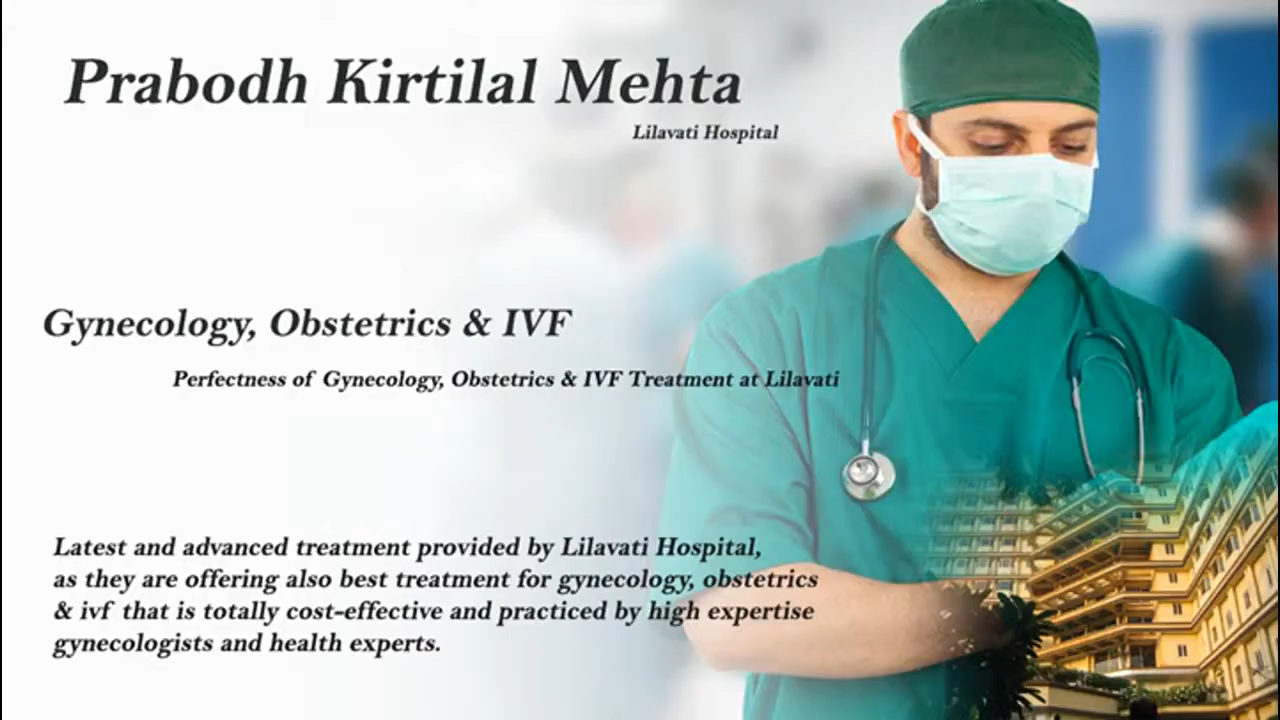 Prabodh Kirtilal Mehta
Lilavati Hospital
Gynecology, Obstetrics & IVF
Perfectness of Gynecology, Obstetrics & IVF Treatment at Lilavati
Latest and advanced treatment provided by Lilavati Hospital,
as they are offering also best treatment for gynecology, obstetrics
& ivf that is totally cost-effective and practiced by high expertise
gynecologists and health experts.